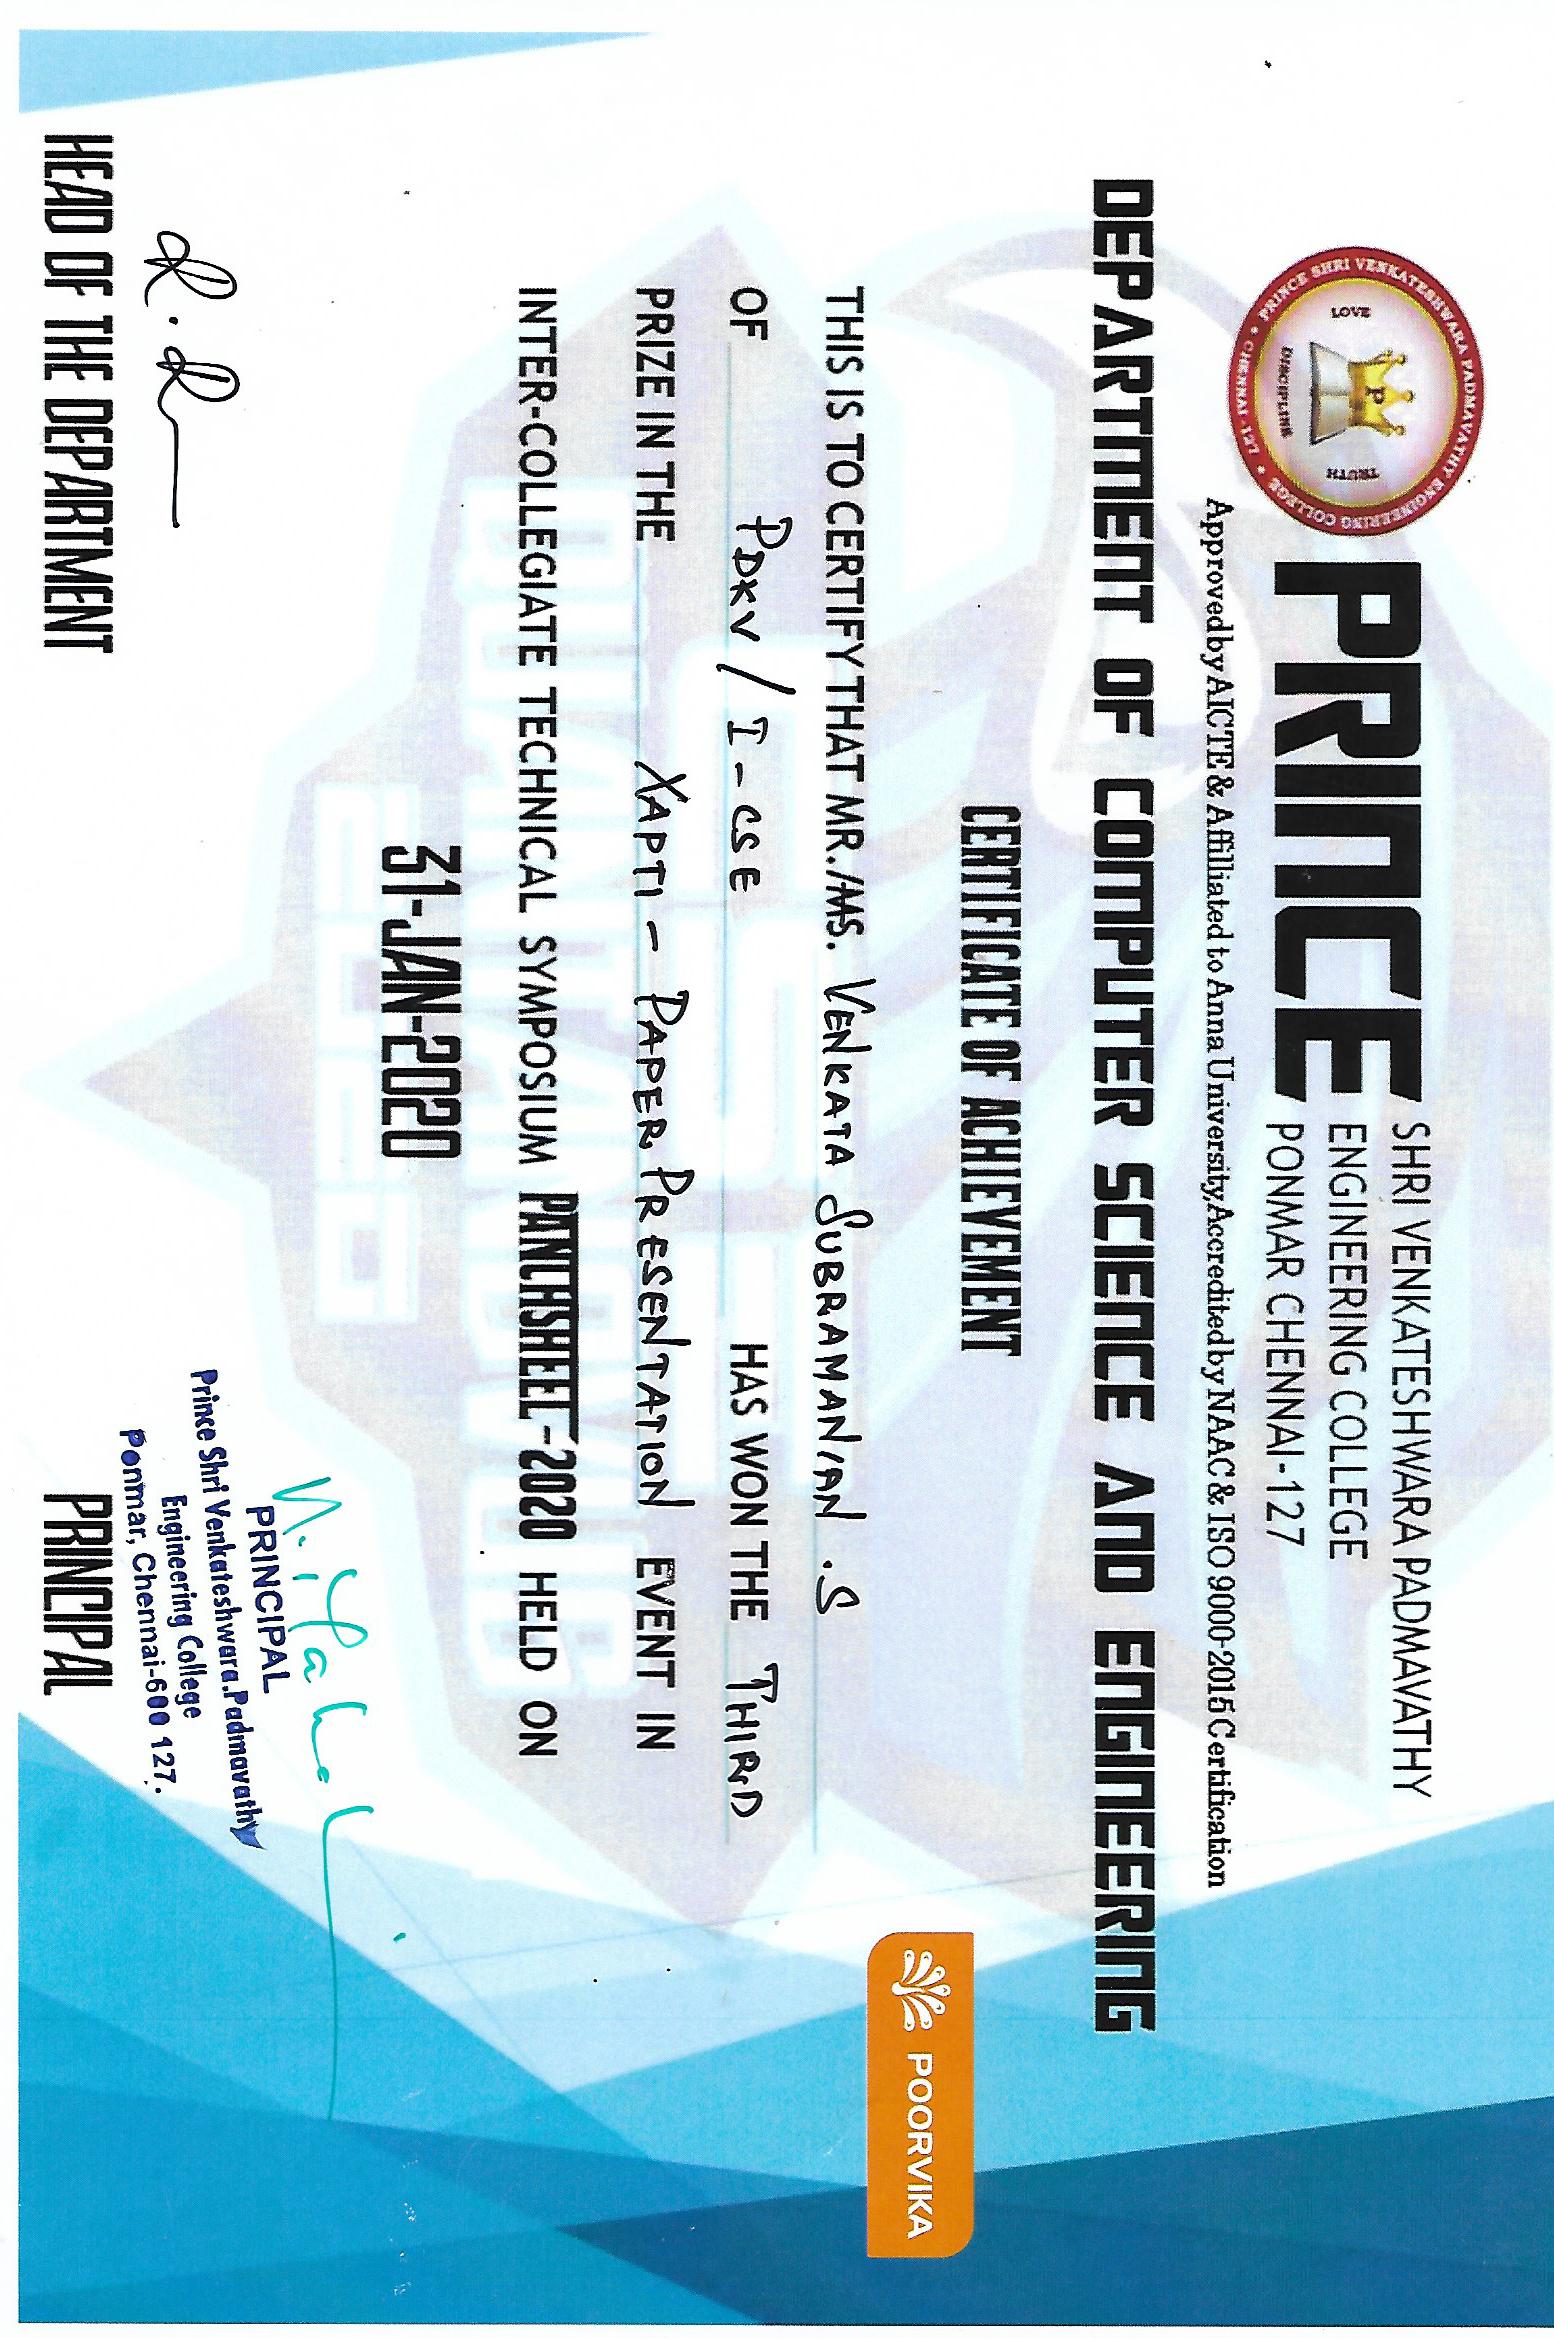 PRINCE SHRI VENKATESHWARA PADMAVATHY ENGINEERING COLLEGE
CHENNAI - 127
LOVE
TRUTH
P
DISCIPLINE
PRINCE
SHRI VENKATESHWARA PADMAVATHY
ENGINEERING COLLEGE
PONMAR CHENNAI-127
Approved by AICTE & Affilliated to Anna University,Accredited by NAAC & ISO 9000-2015 Certification
DEPARTMENT OF COMPUTER SCIENCE AND ENGINEERING
CERTIFICATE OF ACHIEVEMENT
POORVIKA
THIS IS TO CERTIFY THAT MR./MS. VENKATA SUBRAMANIAN .S
OF PDKV / I - CSE HAS WON THE THIRD
PRIZE IN THE XAPTI - PAPER PRESENTATION EVENT IN
INTER-COLLEGIATE TECHNICAL SYMPOSIUM PANCHSHEEL-2020 HELD ON
31-JAN-2020
CSE
QUANTANOVUS
2020
PRINCIPAL
Prince Shri Venkateshwara.Padmavathy
Engineering College
Ponmar, Chennai-600 127.
HEAD OF THE DEPARTMENT
PRINCIPAL